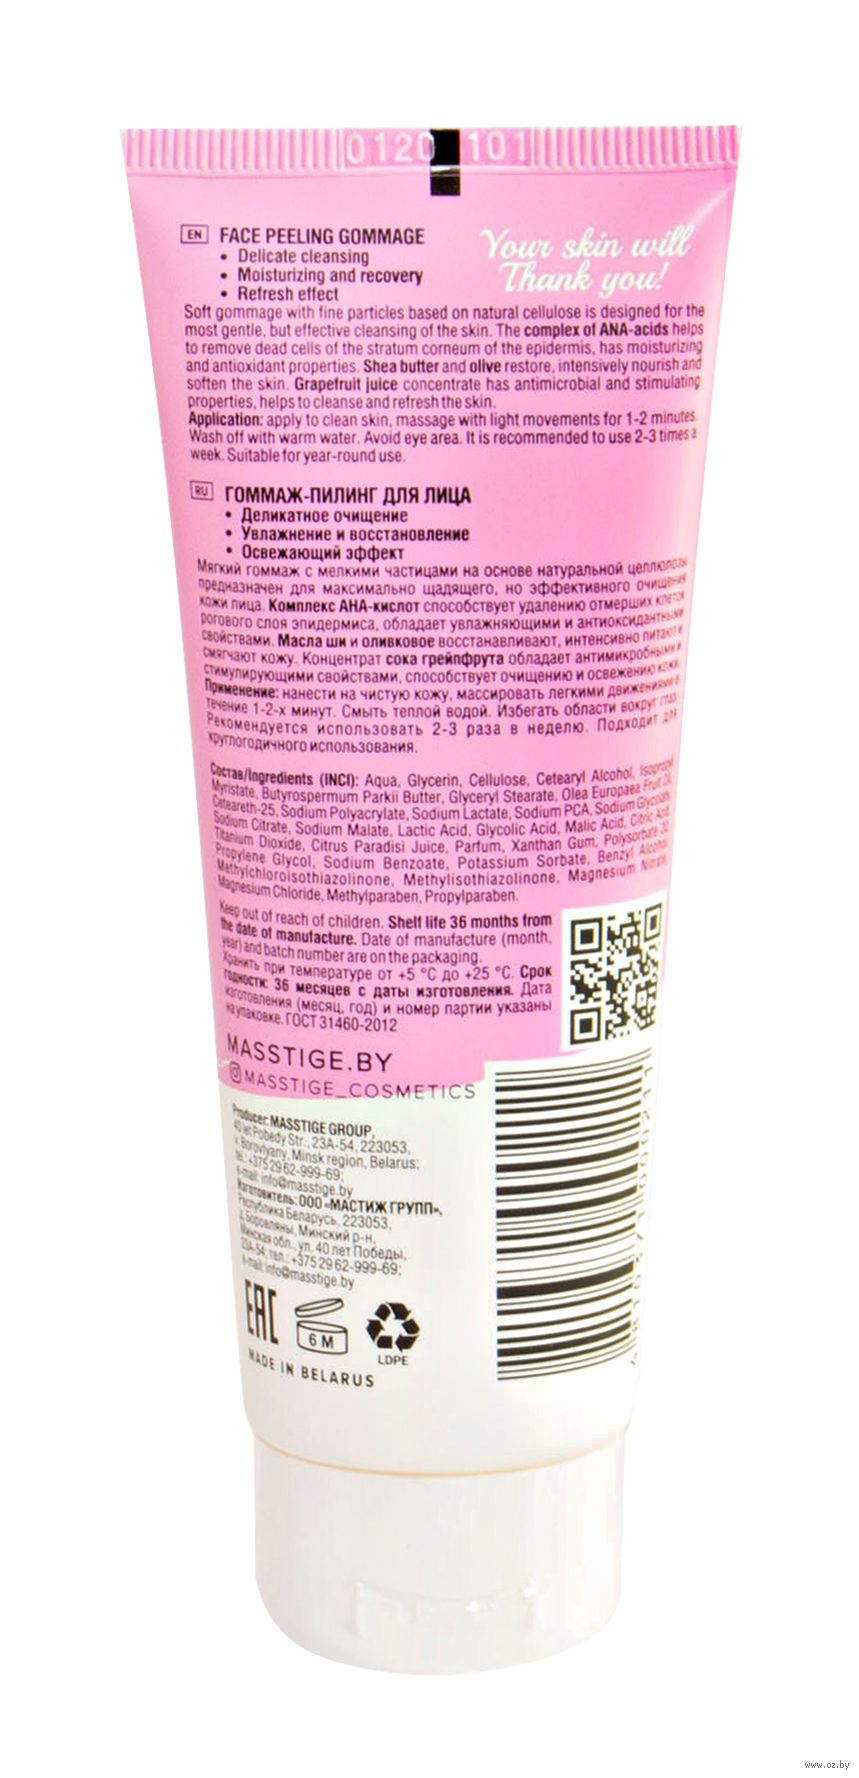 0120 101
EN FACE PEELING GOMMAGE
• Delicate cleansing
• Moisturizing and recovery
• Refresh effect
Your skin will
Thank you!
Soft gommage with fine particles based on natural cellulose is designed for the
most gentle, but effective cleansing of the skin. The complex of ANA-acids helps
to remove dead cells of the stratum corneum of the epidermis, has moisturizing
and antioxidant properties. Shea butter and olive restore, intensively nourish and
soften the skin. Grapefruit juice concentrate has antimicrobial and stimulating
properties, helps to cleanse and refresh the skin.
Application: apply to clean skin, massage with light movements for 1-2 minutes.
Wash off with warm water. Avoid eye area. It is recommended to use 2-3 times a
week. Suitable for year-round use.
RU ГОММАЖ-ПИЛИНГ ДЛЯ ЛИЦА
• Деликатное очищение
• Увлажнение и восстановление
• Освежающий эффект
Мягкий гоммаж с мелкими частицами на основе натуральной целлюлозы
предназначен для максимально щадящего, но эффективного очищения
кожи лица. Комплекс АНА-кислот способствует удалению отмерших клеток
рогового слоя эпидермиса, обладает увлажняющими и антиоксидантными
свойствами. Масла ши и оливковое восстанавливают, интенсивно питают и
смягчают кожу. Концентрат сока грейпфрута обладает антимикробными и
стимулирующими свойствами, способствует очищению и освежению кожи.
Применение: нанести на чистую кожу, массировать легкими движениями в
течение 1-2-х минут. Смыть теплой водой. Избегать области вокруг глаз.
Рекомендуется использовать 2-3 раза в неделю. Подходит для
круглогодичного использования.
Состав/Ingredients (INCI): Aqua, Glycerin, Cellulose, Cetearyl Alcohol, Isopropyl
Myristate, Butyrospermum Parkii Butter, Glyceryl Stearate, Olea Europaea Fruit Oil,
Ceteareth-25, Sodium Polyacrylate, Sodium Lactate, Sodium PCA, Sodium Glycolate,
Sodium Citrate, Sodium Malate, Lactic Acid, Glycolic Acid, Malic Acid, Citric Acid,
Titanium Dioxide, Citrus Paradisi Juice, Parfum, Xanthan Gum, Polysorbate 20,
Propylene Glycol, Sodium Benzoate, Potassium Sorbate, Benzyl Alcohol,
Methylchloroisothiazolinone, Methylisothiazolinone, Magnesium Nitrate,
Magnesium Chloride, Methylparaben, Propylparaben.
Keep out of reach of children. Shelf life 36 months from
the date of manufacture. Date of manufacture (month,
year) and batch number are on the packaging.
Хранить при температуре от +5 °C до +25 °C. Срок
годности: 36 месяцев с даты изготовления. Дата
изготовления (месяц, год) и номер партии указаны
на упаковке. ГОСТ 31460-2012
MASSTIGE.BY
MASSTIGE_COSMETICS
Producer: MASSTIGE GROUP,
40 let Pobedy Str., 23A-54, 223053,
v. Borovlyany, Minsk region, Belarus;
tel.: +375 29 62-999-69;
e-mail: info@masstige.by
Изготовитель: ООО «МАСТИЖ ГРУПП»,
Республика Беларусь, 223053,
д. Боровляны, Минский р-н,
Минская обл., ул. 40 лет Победы,
23А-54; тел.: +375 29 62-999-69;
e-mail: info@masstige.by
EAC
6 M
LDPE
MADE IN BELARUS
www.oz.by